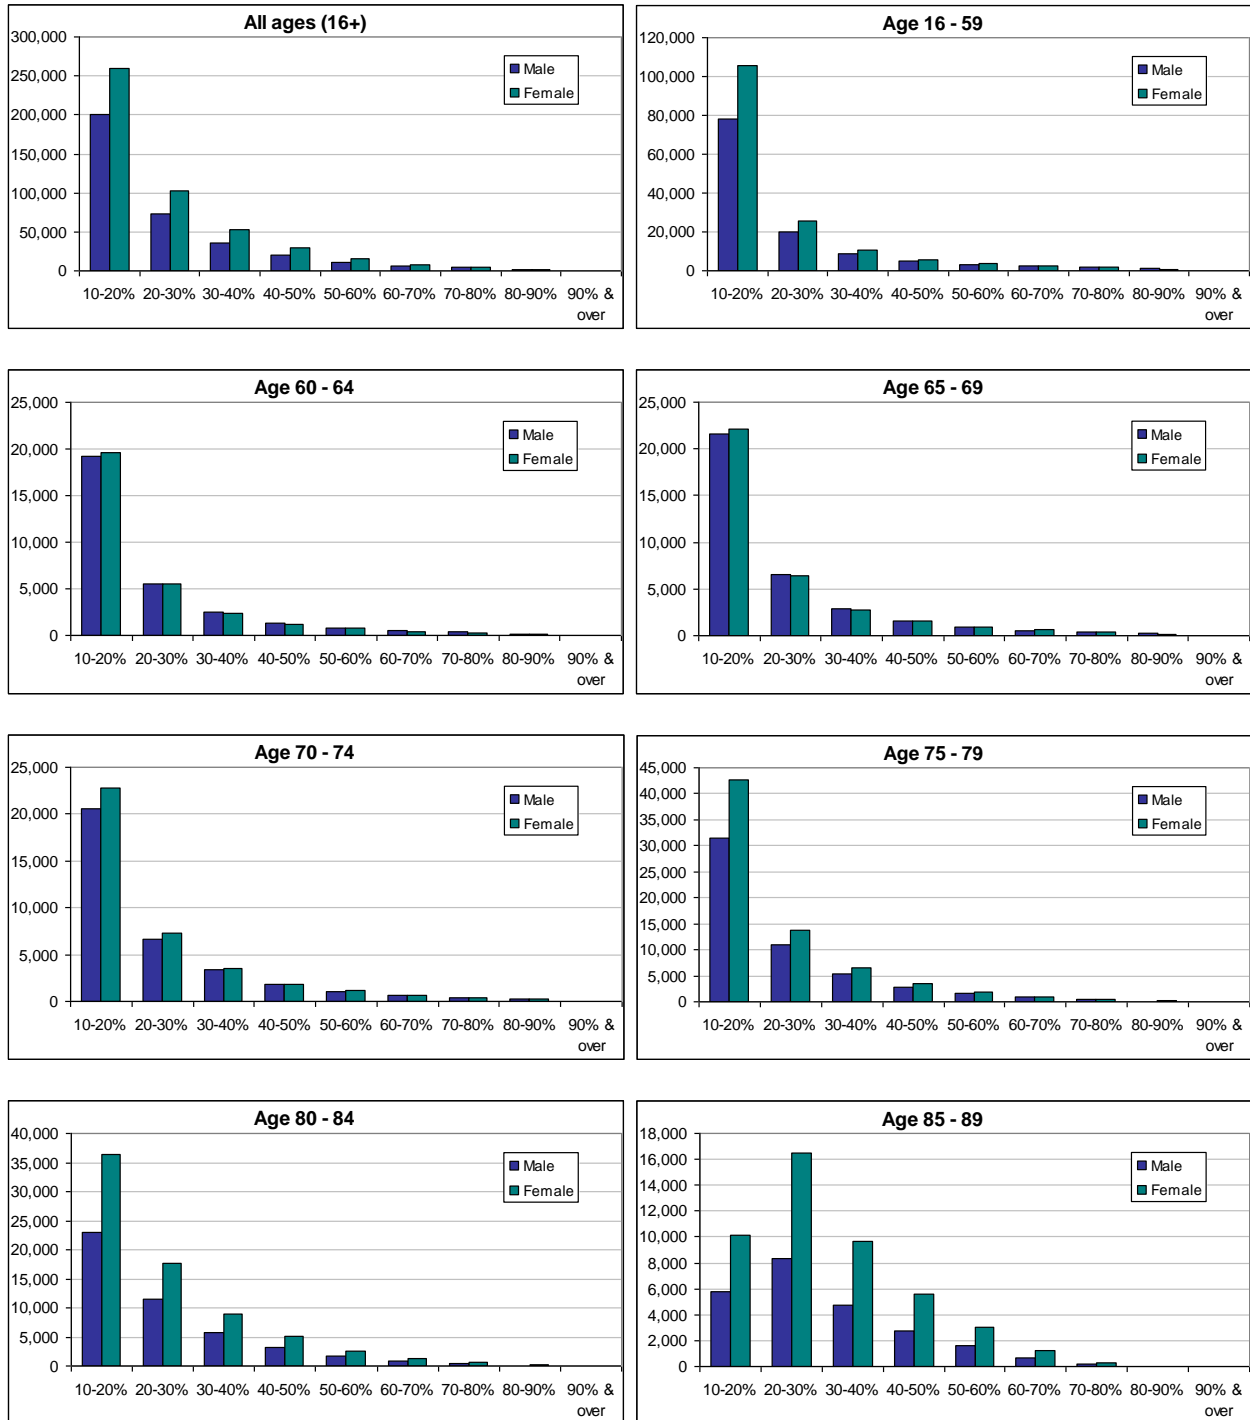 All ages (16+)
300,000
250,000
200,000
150,000
100,000
50,000
0
Male
Female
10-20% 20-30% 30-40% 40-50% 50-60% 60-70% 70-80% 80-90% 90% &
over
Age 16 - 59
120,000
100,000
80,000
60,000
40,000
20,000
0
Male
Female
10-20% 20-30% 30-40% 40-50% 50-60% 60-70% 70-80% 80-90% 90% &
over
Age 60 - 64
25,000
20,000
15,000
10,000
5,000
0
Male
Female
10-20% 20-30% 30-40% 40-50% 50-60% 60-70% 70-80% 80-90% 90% &
over
Age 65 - 69
25,000
20,000
15,000
10,000
5,000
0
Male
Female
10-20% 20-30% 30-40% 40-50% 50-60% 60-70% 70-80% 80-90% 90% &
over
Age 70 - 74
25,000
20,000
15,000
10,000
5,000
0
Male
Female
10-20% 20-30% 30-40% 40-50% 50-60% 60-70% 70-80% 80-90% 90% &
over
Age 75 - 79
45,000
40,000
35,000
30,000
25,000
20,000
15,000
10,000
5,000
0
Male
Female
10-20% 20-30% 30-40% 40-50% 50-60% 60-70% 70-80% 80-90% 90% &
over
Age 80 - 84
40,000
35,000
30,000
25,000
20,000
15,000
10,000
5,000
0
Male
Female
10-20% 20-30% 30-40% 40-50% 50-60% 60-70% 70-80% 80-90% 90% &
over
Age 85 - 89
18,000
16,000
14,000
12,000
10,000
8,000
6,000
4,000
2,000
0
Male
Female
10-20% 20-30% 30-40% 40-50% 50-60% 60-70% 70-80% 80-90% 90% &
over